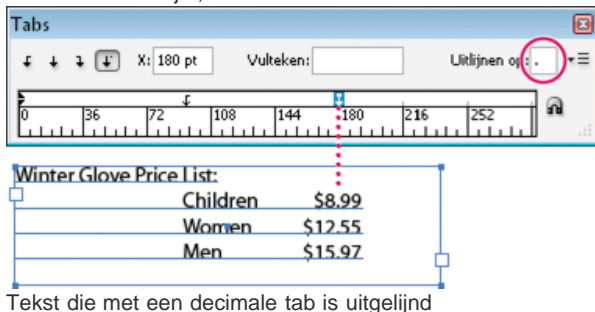 Tabs
X: 180 pt Vulteken: Uitlijnen op: .
0 36 72 108 144 180 216 252
Winter Glove Price List:
Children $8.99
Women $12.55
Men $15.97
Tekst die met een decimale tab is uitgelijnd